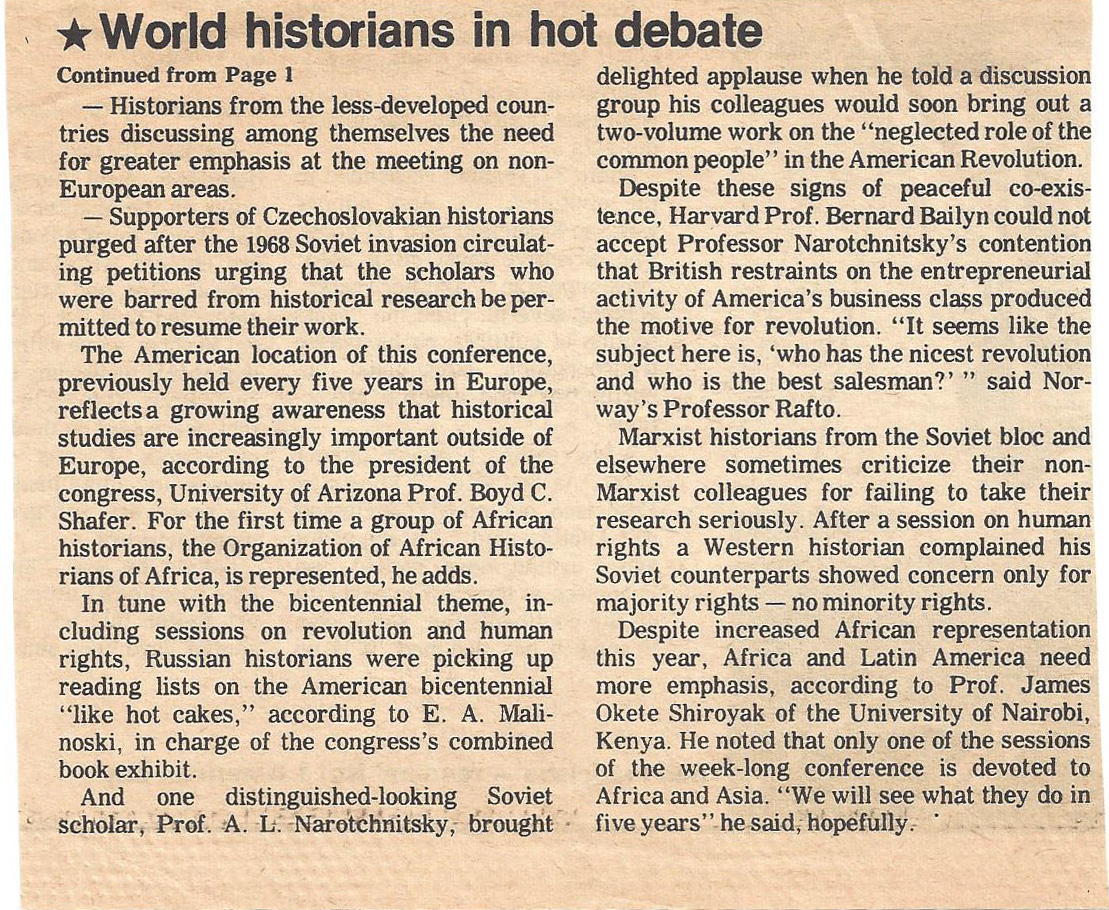 ★ World historians in hot debate
Continued from Page 1
— Historians from the less-developed coun-
tries discussing among themselves the need
for greater emphasis at the meeting on non-
European areas.
— Supporters of Czechoslovakian historians
purged after the 1968 Soviet invasion circulat-
ing petitions urging that the scholars who
were barred from historical research be per-
mitted to resume their work.
The American location of this conference,
previously held every five years in Europe,
reflects a growing awareness that historical
studies are increasingly important outside of
Europe, according to the president of the
congress, University of Arizona Prof. Boyd C.
Shafer. For the first time a group of African
historians, the Organization of African Histo-
rians of Africa, is represented, he adds.
In tune with the bicentennial theme, in-
cluding sessions on revolution and human
rights, Russian historians were picking up
reading lists on the American bicentennial
“like hot cakes,” according to E. A. Mali-
noski, in charge of the congress’s combined
book exhibit.
And one distinguished-looking Soviet
scholar, Prof. A. L. Narotchnitsky, brought
delighted applause when he told a discussion
group his colleagues would soon bring out a
two-volume work on the “neglected role of the
common people” in the American Revolution.
Despite these signs of peaceful co-exis-
tence, Harvard Prof. Bernard Bailyn could not
accept Professor Narotchnitsky’s contention
that British restraints on the entrepreneurial
activity of America’s business class produced
the motive for revolution. “It seems like the
subject here is, ‘who has the nicest revolution
and who is the best salesman?’ ” said Nor-
way’s Professor Rafto.
Marxist historians from the Soviet bloc and
elsewhere sometimes criticize their non-
Marxist colleagues for failing to take their
research seriously. After a session on human
rights a Western historian complained his
Soviet counterparts showed concern only for
majority rights — no minority rights.
Despite increased African representation
this year, Africa and Latin America need
more emphasis, according to Prof. James
Okete Shiroyak of the University of Nairobi,
Kenya. He noted that only one of the sessions
of the week-long conference is devoted to
Africa and Asia. “We will see what they do in
five years” he said, hopefully.